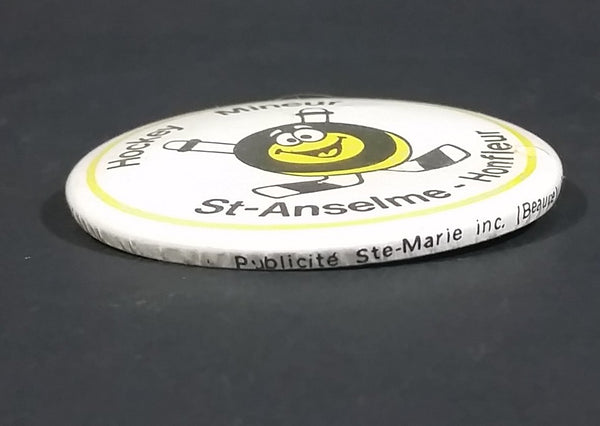 Hockey Mineur
St-Anselme - Honfleur
Publicité Ste-Marie inc.